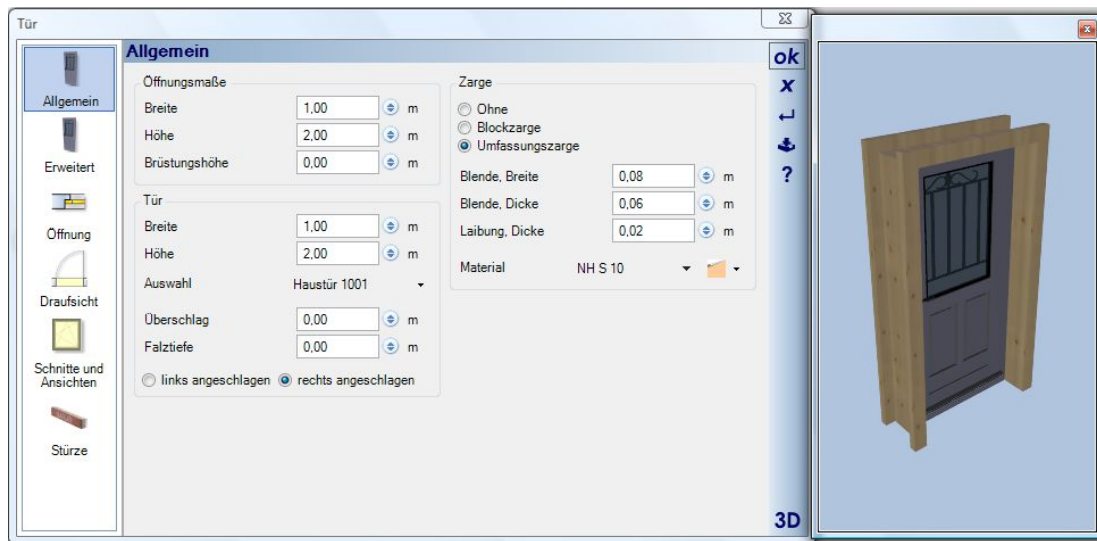 Tür
Allgemein
Erweitert
Öffnung
Draufsicht
Schnitte und
Ansichten
Stürze
Allgemein
Öffnungsmaße
Breite 1,00 m
Höhe 2,00 m
Brüstungshöhe 0,00 m
Tür
Breite 1,00 m
Höhe 2,00 m
Auswahl Haustür 1001
Überschlag 0,00 m
Falztiefe 0,00 m
links angeschlagen rechts angeschlagen
Zarge
Ohne
Blockzarge
Umfassungszarge
Blende, Breite 0,08 m
Blende, Dicke 0,06 m
Laibung, Dicke 0,02 m
Material NH S 10
ok
x
?
3D